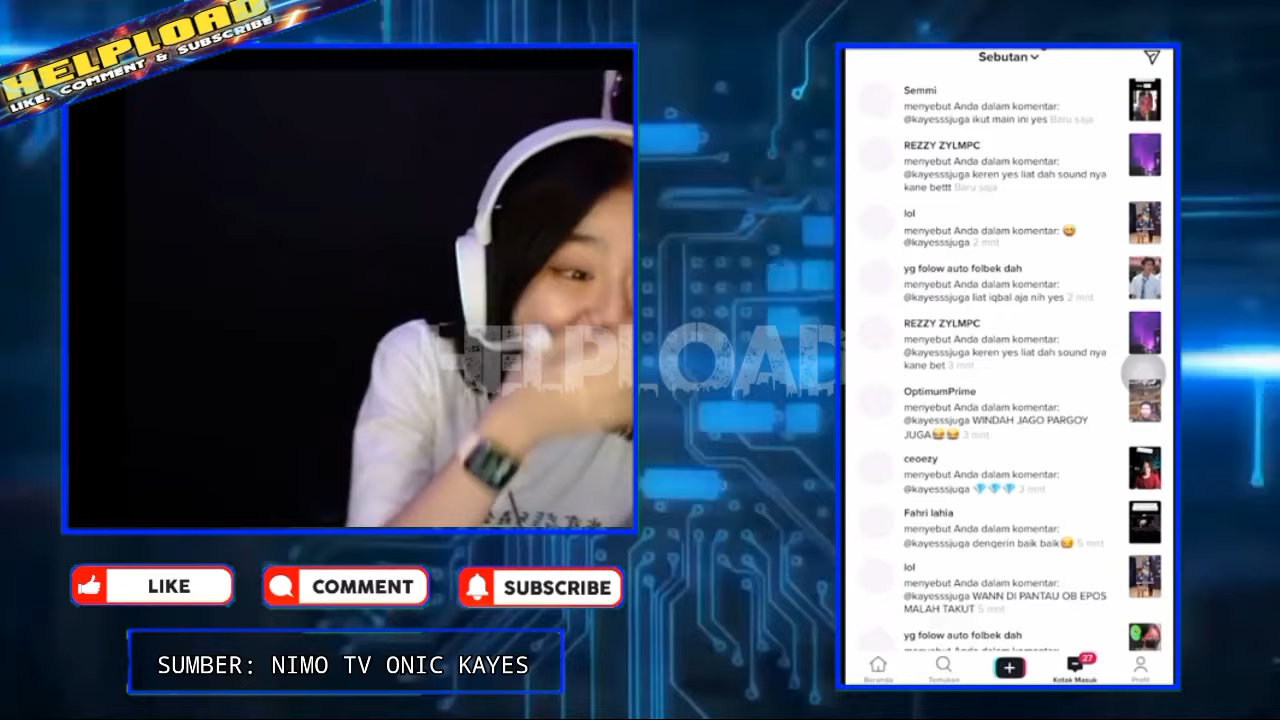 HELPLOAD
LIKE, COMMENT & SUBSCRIBE
HELPLOAD
LIKE
COMMENT
SUBSCRIBE
SUMBER: NIMO TV ONIC KAYES
Sebutan
Semmi
menyebut Anda dalam komentar:
@kayesssjuga ikut main ini yes Baru saja
REZZY ZYLMPC
menyebut Anda dalam komentar:
@kayesssjuga keren yes liat dah sound nya
kane bettt Baru saja
lol
menyebut Anda dalam komentar: 😄
@kayesssjuga 2 mnt
yg folow auto folbek dah
menyebut Anda dalam komentar:
@kayesssjuga liat iqbal aja nih yes 2 mnt
REZZY ZYLMPC
menyebut Anda dalam komentar:
@kayesssjuga keren yes liat dah sound nya
kane bet 3 mnt
OptimumPrime
menyebut Anda dalam komentar:
@kayesssjuga WINDAH JAGO PARGOY
JUGA😂😂 3 mnt
ceoezy
menyebut Anda dalam komentar:
@kayesssjuga 💎💎💎 3 mnt
Fahri lahia
menyebut Anda dalam komentar:
@kayesssjuga dengerin baik baik😂 5 mnt
lol
menyebut Anda dalam komentar:
@kayesssjuga WANN DI PANTAU OB EPOS
MALAH TAKUT 5 mnt
yg folow auto folbek dah
27
Beranda
Temukan
Kotak Masuk
Profil